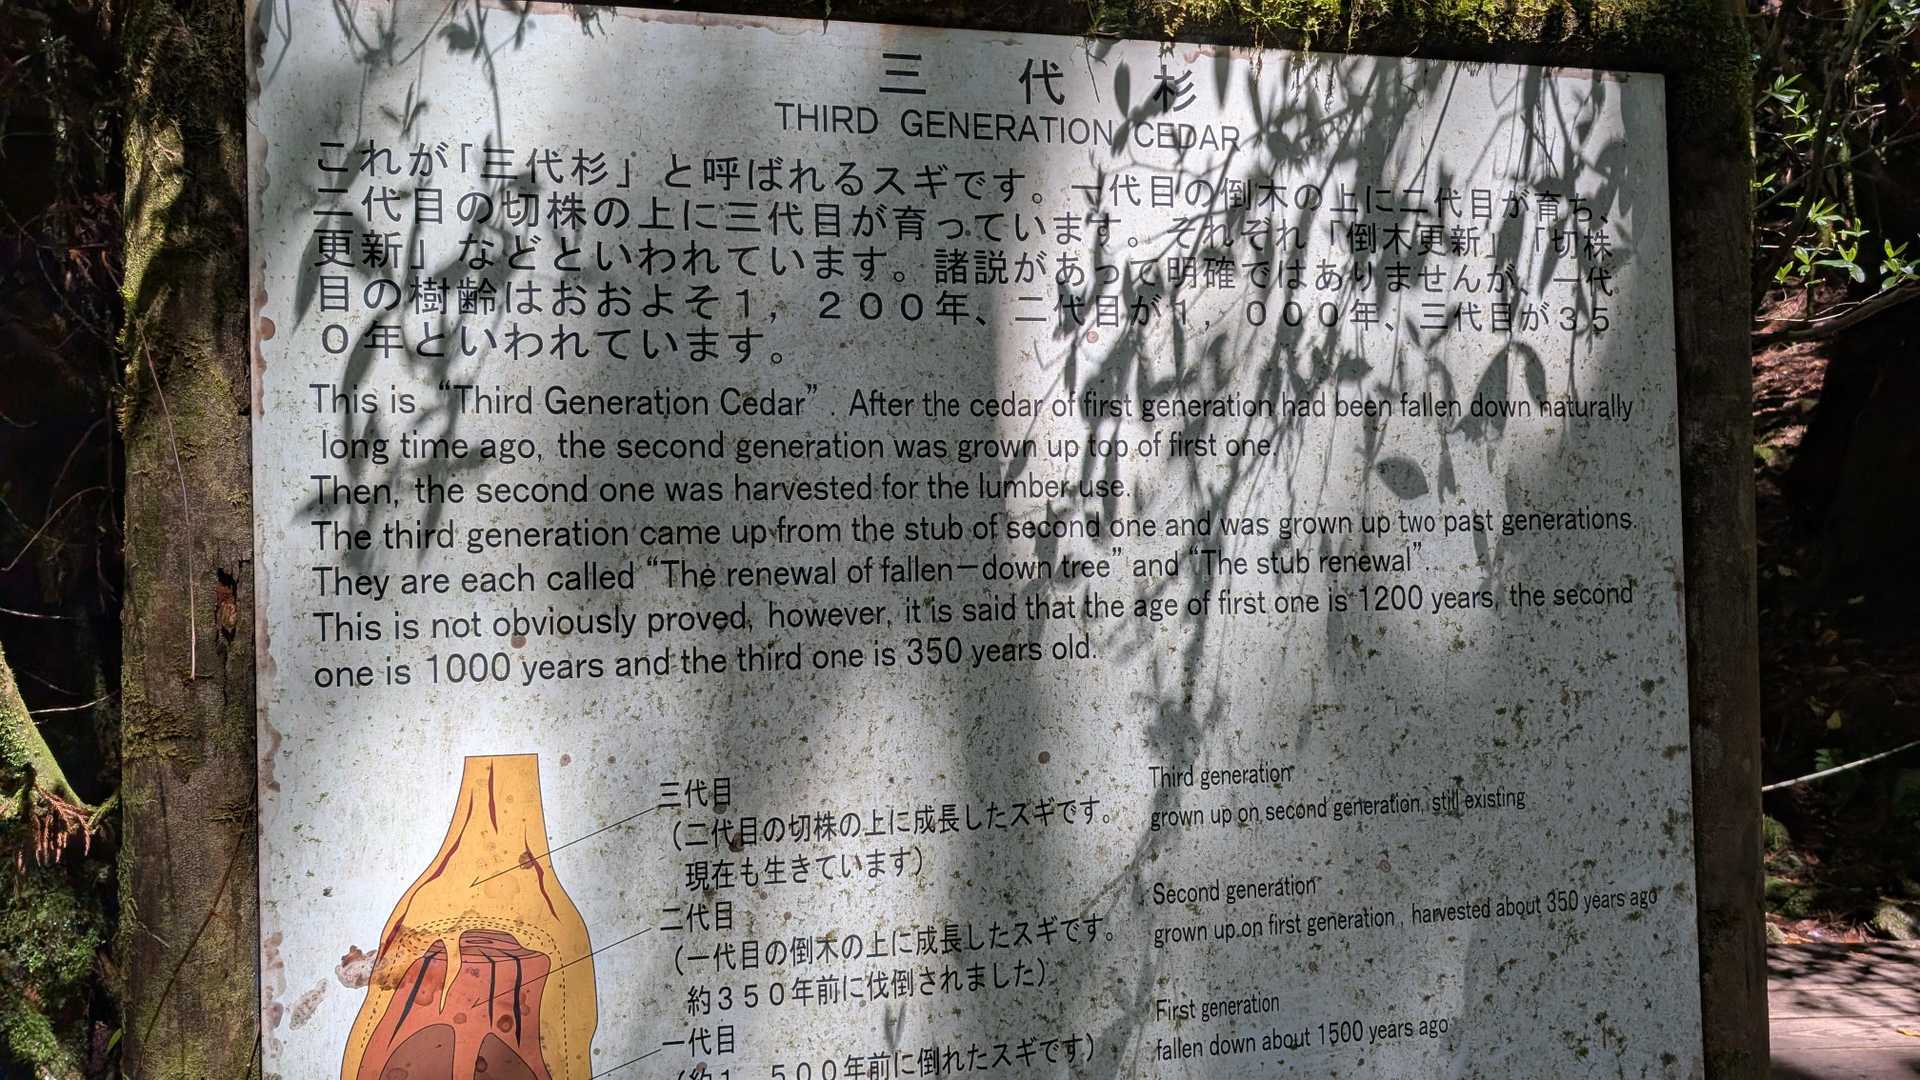 三代杉
THIRD GENERATION CEDAR
これが「三代杉」と呼ばれるスギです。一代目の倒木の上に二代目が育ち、
二代目の切株の上に三代目が育っています。それぞれ「倒木更新」「切株
更新」などといわれています。諸説があって明確ではありませんが、一代
目の樹齢はおおよそ１，２００年、二代目が１，０００年、三代目が３５
０年といわれています。
This is “Third Generation Cedar”. After the cedar of first generation had been fallen down naturally
long time ago, the second generation was grown up top of first one.
Then, the second one was harvested for the lumber use.
The third generation came up from the stub of second one and was grown up two past generations.
They are each called “The renewal of fallen－down tree” and “The stub renewal”.
This is not obviously proved, however, it is said that the age of first one is 1200 years, the second
one is 1000 years and the third one is 350 years old.
三代目
（二代目の切株の上に成長したスギです。
現在も生きています）
Third generation
grown up on second generation, still existing
二代目
（一代目の倒木の上に成長したスギです。
約３５０年前に伐倒されました）
Second generation
grown up on first generation, harvested about 350 years ago
一代目
（約１，５００年前に倒れたスギです）
First generation
fallen down about 1500 years ago